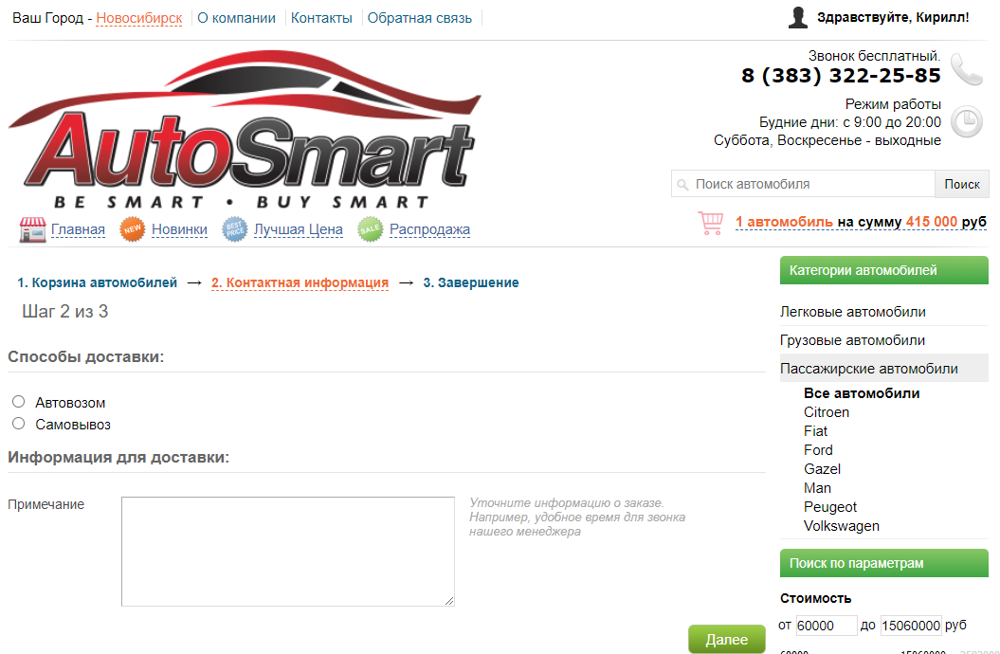 Ваш Город - Новосибирск О компании Контакты Обратная связь
Здравствуйте, Кирилл!
AutoSmart
BE SMART • BUY SMART
Звонок бесплатный.
8 (383) 322-25-85
Режим работы
Будние дни: с 9:00 до 20:00
Суббота, Воскресенье - выходные
Поиск автомобиля Поиск
Главная NEW Новинки BEST PRICE Лучшая Цена SALE Распродажа
1 автомобиль на сумму 415 000 руб
1. Корзина автомобилей → 2. Контактная информация → 3. Завершение
Шаг 2 из 3
Способы доставки:
Автовозом
Самовывоз
Информация для доставки:
Примечание
Уточните информацию о заказе.
Например, удобное время для звонка
нашего менеджера
Далее
Категории автомобилей
Легковые автомобили
Грузовые автомобили
Пассажирские автомобили
Все автомобили
Citroen
Fiat
Ford
Gazel
Man
Peugeot
Volkswagen
Поиск по параметрам
Стоимость
от 60000 до 15060000 руб